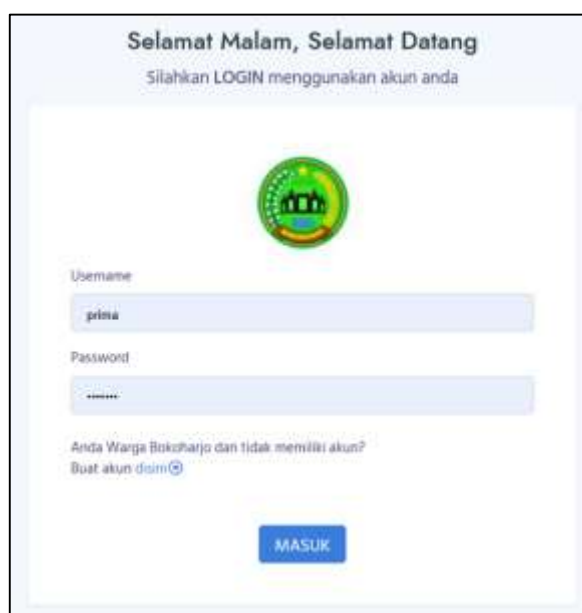 Selamat Malam, Selamat Datang
Silahkan LOGIN menggunakan akun anda
Username
prima
Password
•••••••
Anda Warga Bokoharjo dan tidak memiliki akun?
Buat akun disini
MASUK